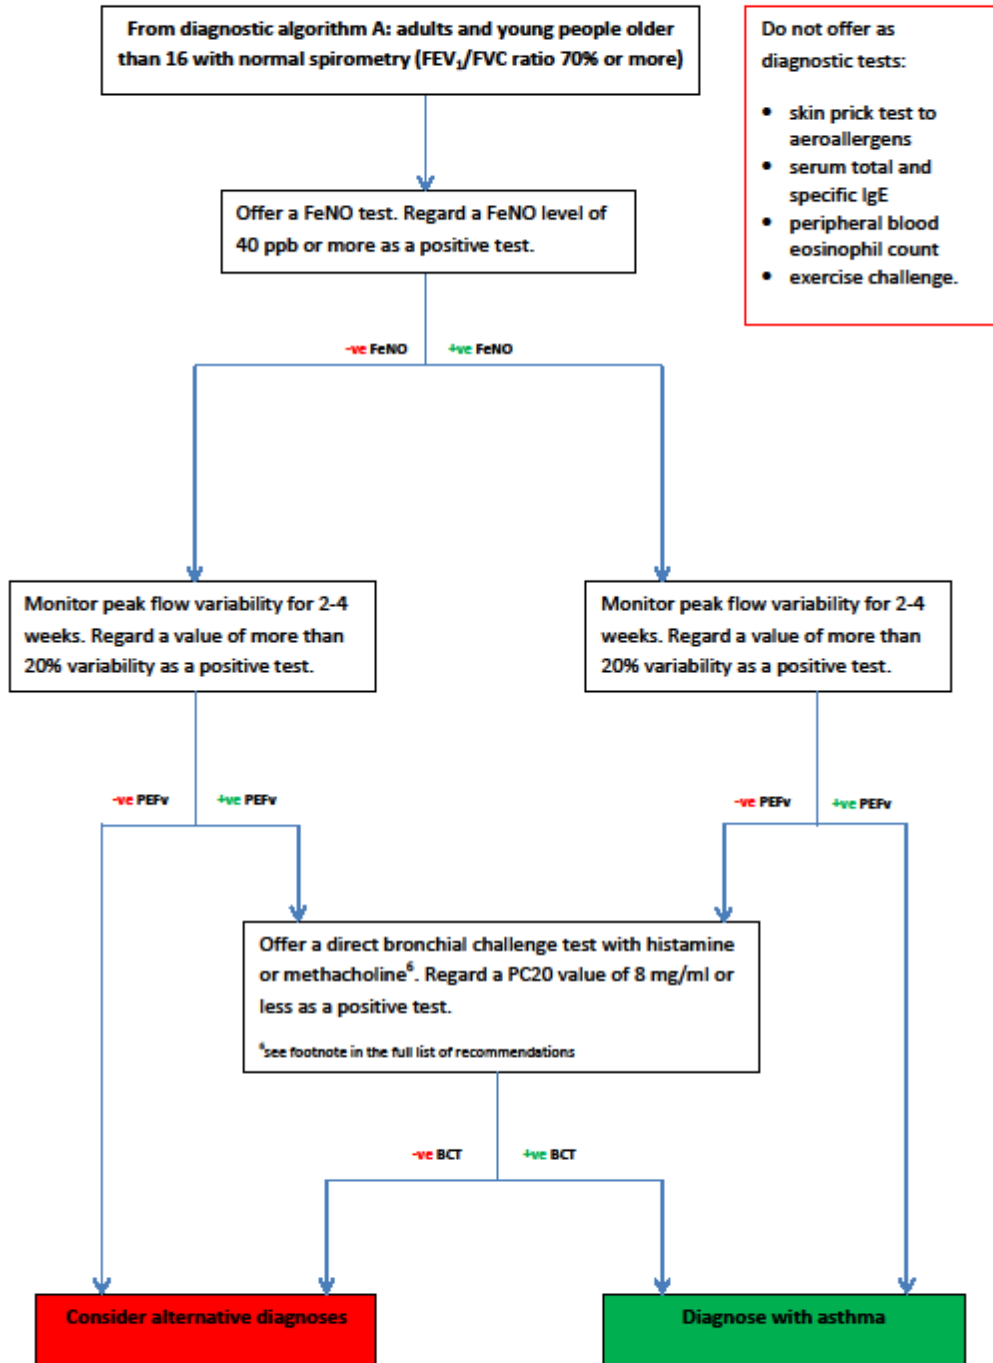 From diagnostic algorithm A: adults and young people older
than 16 with normal spirometry (FEV1/FVC ratio 70% or more)
Do not offer as
diagnostic tests:
• skin prick test to
aeroallergens
• serum total and
specific IgE
• peripheral blood
eosinophil count
• exercise challenge.
Offer a FeNO test. Regard a FeNO level of
40 ppb or more as a positive test.
-ve FeNO +ve FeNO
Monitor peak flow variability for 2-4
weeks. Regard a value of more than
20% variability as a positive test.
Monitor peak flow variability for 2-4
weeks. Regard a value of more than
20% variability as a positive test.
-ve PEFv +ve PEFv
-ve PEFv +ve PEFv
Offer a direct bronchial challenge test with histamine
or methacholine6. Regard a PC20 value of 8 mg/ml or
less as a positive test.
6see footnote in the full list of recommendations
-ve BCT +ve BCT
Consider alternative diagnoses
Diagnose with asthma